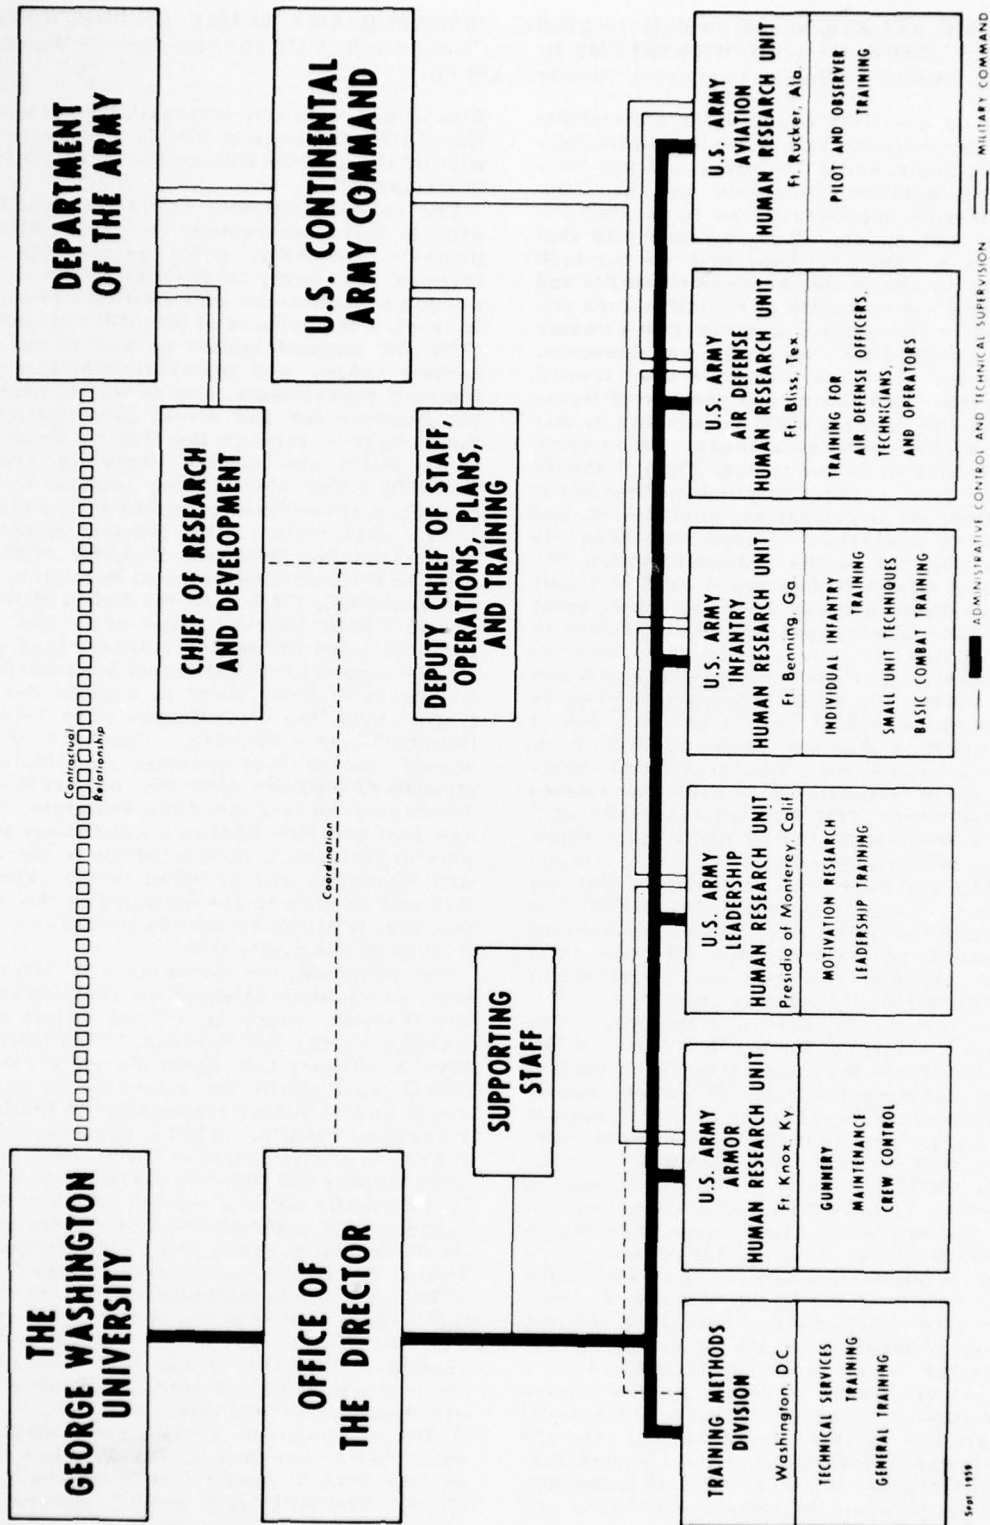 THE
GEORGE WASHINGTON
UNIVERSITY
Contractual
Relationship
DEPARTMENT
OF THE ARMY
CHIEF OF RESEARCH
AND DEVELOPMENT
OFFICE OF
THE DIRECTOR
Coordination
U.S. CONTINENTAL
ARMY COMMAND
DEPUTY CHIEF OF STAFF,
OPERATIONS, PLANS,
AND TRAINING
SUPPORTING
STAFF
TRAINING METHODS
DIVISION
Washington, D.C.
TECHNICAL SERVICES
TRAINING
GENERAL TRAINING
U.S. ARMY
ARMOR
HUMAN RESEARCH UNIT
Ft. Knox, Ky.
GUNNERY
MAINTENANCE
CREW CONTROL
U.S. ARMY
LEADERSHIP
HUMAN RESEARCH UNIT
Presidio of Monterey, Calif
MOTIVATION RESEARCH
LEADERSHIP TRAINING
U.S. ARMY
INFANTRY
HUMAN RESEARCH UNIT
Ft. Benning, Ga.
INDIVIDUAL INFANTRY
TRAINING
SMALL UNIT TECHNIQUES
BASIC COMBAT TRAINING
U.S. ARMY
AIR DEFENSE
HUMAN RESEARCH UNIT
Ft. Bliss, Tex.
TRAINING FOR
AIR DEFENSE OFFICERS,
TECHNICIANS,
AND OPERATORS
U.S. ARMY
AVIATION
HUMAN RESEARCH UNIT
Ft. Rucker, Ala.
PILOT AND OBSERVER
TRAINING
Sept 1959
ADMINISTRATIVE CONTROL AND TECHNICAL SUPERVISION
MILITARY COMMAND